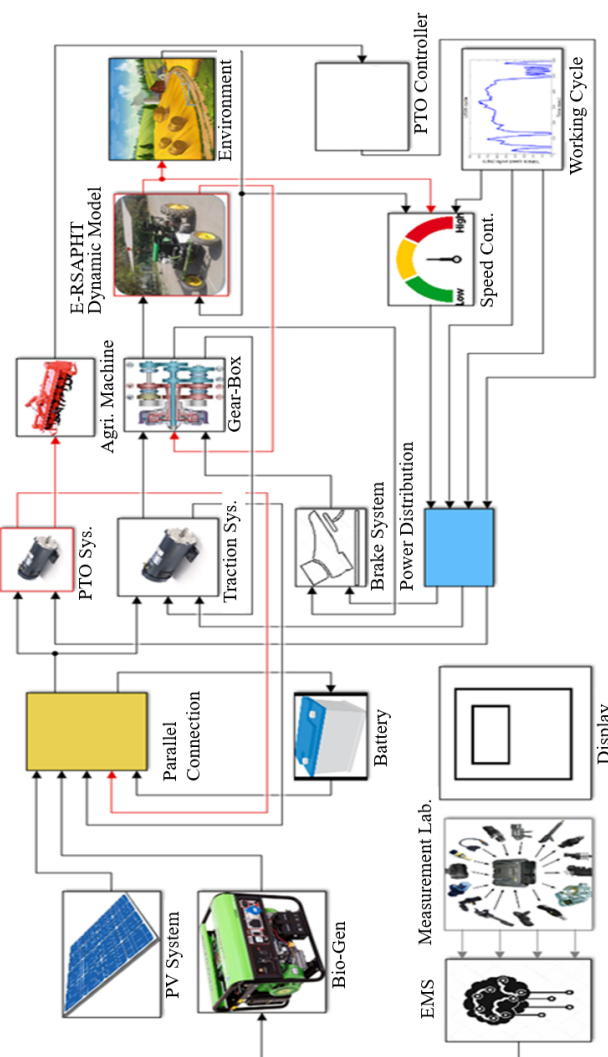 Environment
PTO Controller
Working Cycle
E-RSAPHT
Dynamic Model
Low
High
Speed Cont.
Agri. Machine
Gear-Box
PTO Sys.
Traction Sys.
Brake System
Power Distribution
Parallel
Connection
Battery
Display
PV System
Bio-Gen
Measurement Lab.
EMS